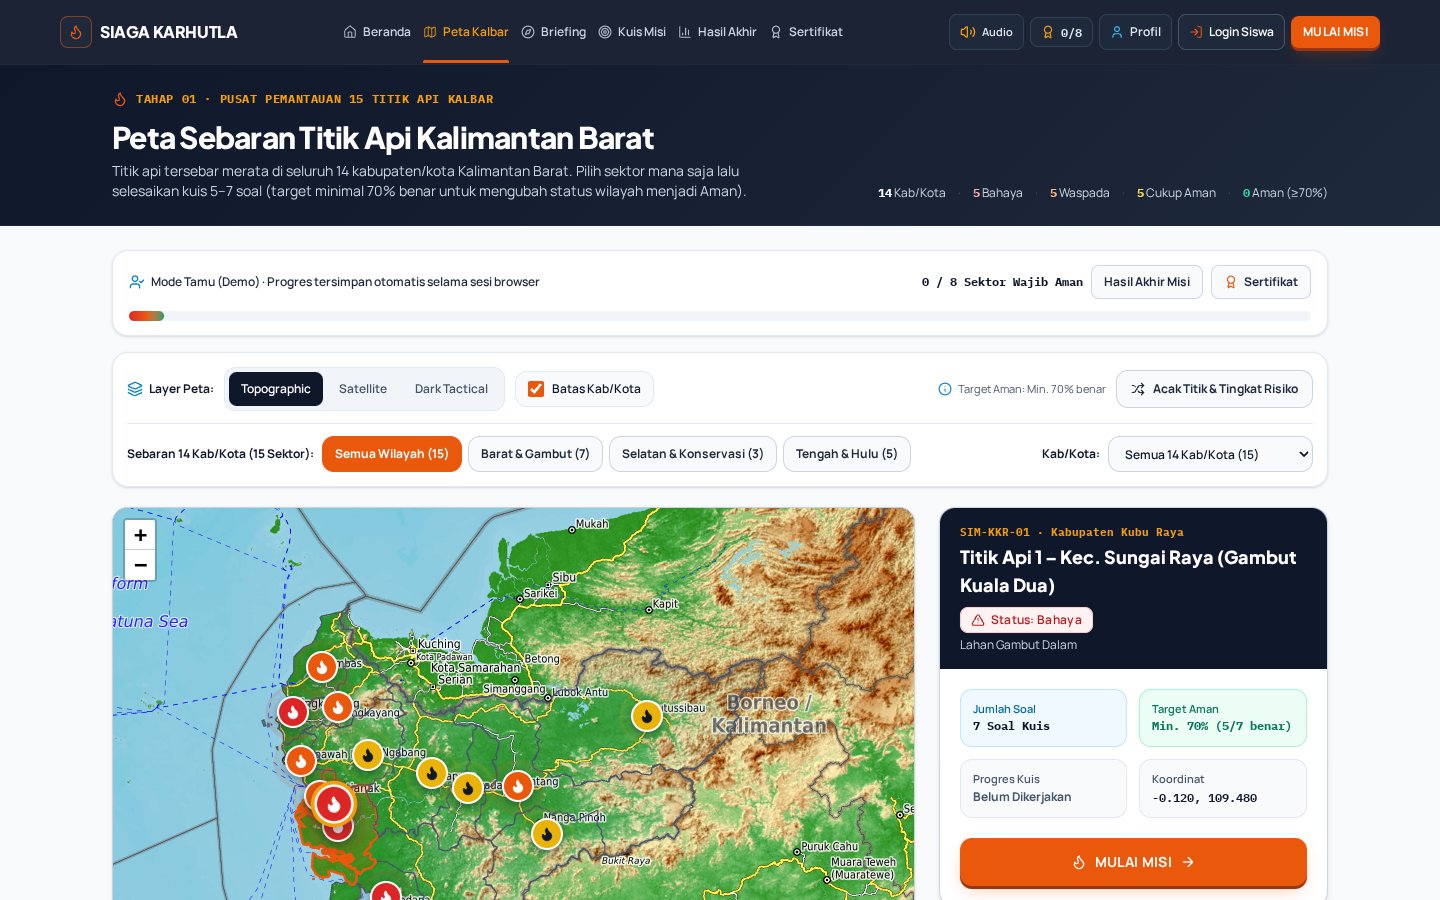 SIAGA KARHUTLA
Beranda
Peta Kalbar
Briefing
Kuis Misi
Hasil Akhir
Sertifikat
Audio
0/8
Profil
Login Siswa
MULAI MISI
TAHAP 01 · PUSAT PEMANTAUAN 15 TITIK API KALBAR
Peta Sebaran Titik Api Kalimantan Barat
Titik api tersebar merata di seluruh 14 kabupaten/kota Kalimantan Barat. Pilih sektor mana saja lalu
selesaikan kuis 5–7 soal (target minimal 70% benar untuk mengubah status wilayah menjadi Aman).
14 Kab/Kota · 5 Bahaya · 5 Waspada · 5 Cukup Aman · 0 Aman (≥70%)
Mode Tamu (Demo) · Progres tersimpan otomatis selama sesi browser
0 / 8 Sektor Wajib Aman
Hasil Akhir Misi
Sertifikat
Layer Peta:
Topographic
Satellite
Dark Tactical
Batas Kab/Kota
Target Aman: Min. 70% benar
Acak Titik & Tingkat Risiko
Sebaran 14 Kab/Kota (15 Sektor):
Semua Wilayah (15)
Barat & Gambut (7)
Selatan & Konservasi (3)
Tengah & Hulu (5)
Kab/Kota:
Semua 14 Kab/Kota (15)
+
−
form
atuna Sea
Mukah
Sibu
Sarikei
Kapit
Kuching
Kota Padawan
Kota Samarahan
Serian
Betong
Simanggang
Lubok Antu
mbas
ngkayang
tussibau
Borneo /
Kalimantan
Ngabang
ntang
Nanga Pinoh
Bukit Raya
Puruk Cahu
Muara Teweh
(Muaratewe)
SIM-KKR-01 · Kabupaten Kubu Raya
Titik Api 1 – Kec. Sungai Raya (Gambut
Kuala Dua)
Status: Bahaya
Lahan Gambut Dalam
Jumlah Soal
7 Soal Kuis
Target Aman
Min. 70% (5/7 benar)
Progres Kuis
Belum Dikerjakan
Koordinat
-0.120, 109.480
MULAI MISI